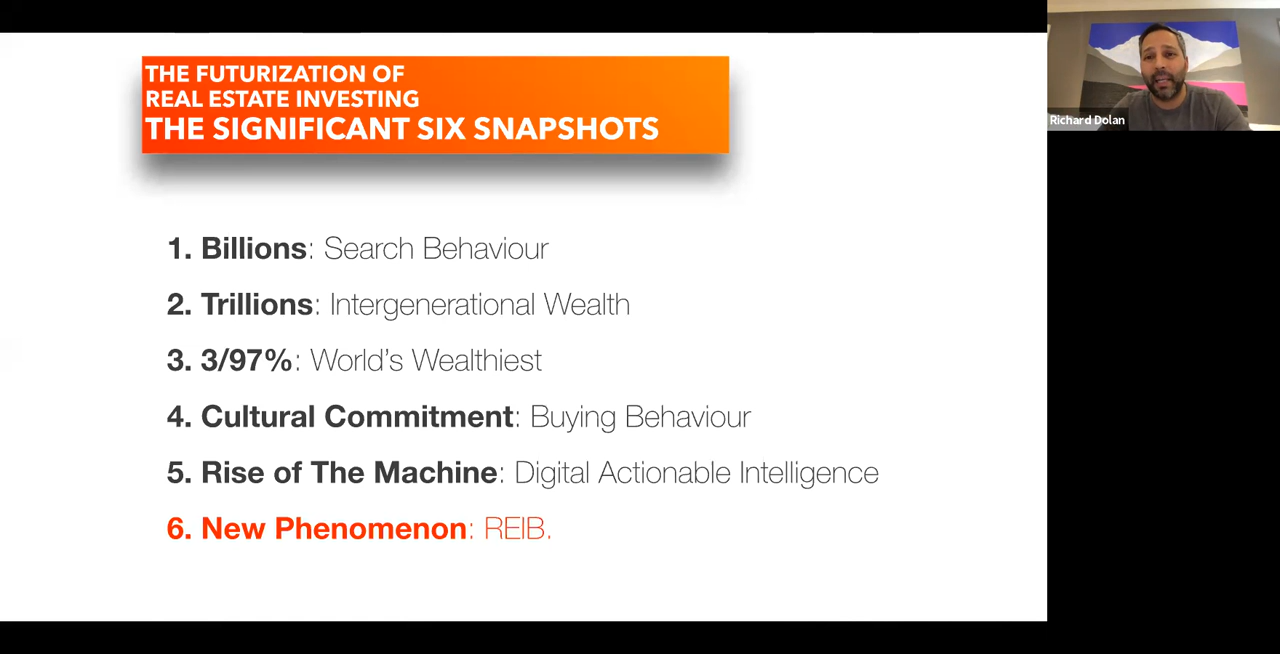 THE FUTURIZATION OF
REAL ESTATE INVESTING
THE SIGNIFICANT SIX SNAPSHOTS
1. Billions: Search Behaviour
2. Trillions: Intergenerational Wealth
3. 3/97%: World's Wealthiest
4. Cultural Commitment: Buying Behaviour
5. Rise of The Machine: Digital Actionable Intelligence
6. New Phenomenon: REIB.
Richard Dolan